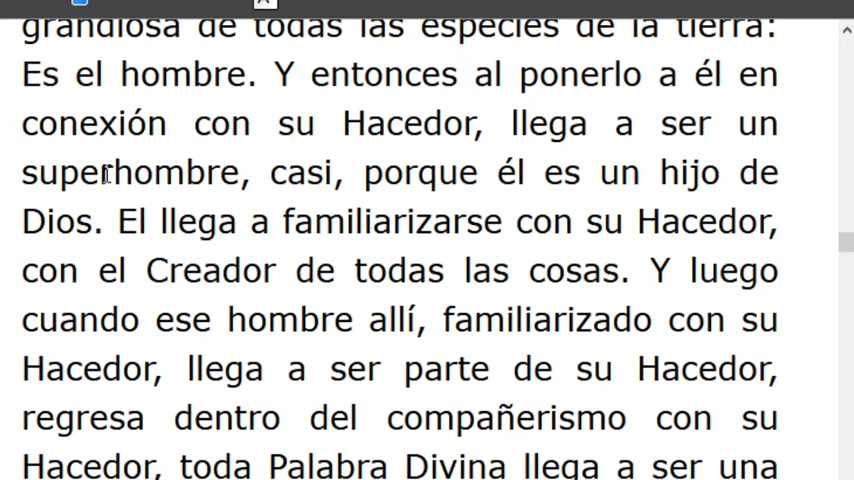 grandiosa de todas las especies de la tierra:
Es el hombre. Y entonces al ponerlo a él en
conexión con su Hacedor, llega a ser un
superhombre, casi, porque él es un hijo de
Dios. El llega a familiarizarse con su Hacedor,
con el Creador de todas las cosas. Y luego
cuando ese hombre allí, familiarizado con su
Hacedor, llega a ser parte de su Hacedor,
regresa dentro del compañerismo con su
Hacedor, toda Palabra Divina llega a ser una